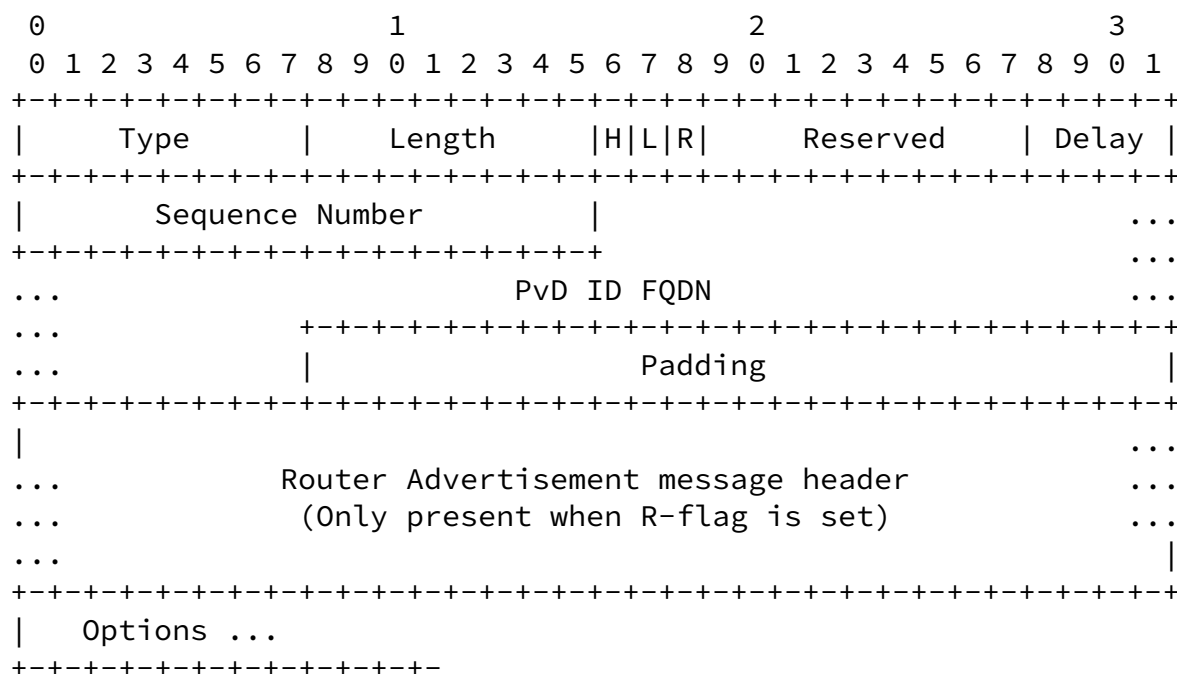 0                   1                   2                   3
 0 1 2 3 4 5 6 7 8 9 0 1 2 3 4 5 6 7 8 9 0 1 2 3 4 5 6 7 8 9 0 1
+-+-+-+-+-+-+-+-+-+-+-+-+-+-+-+-+-+-+-+-+-+-+-+-+-+-+-+-+-+-+-+-+
|     Type      |    Length     |H|L|R|     Reserved    | Delay |
+-+-+-+-+-+-+-+-+-+-+-+-+-+-+-+-+-+-+-+-+-+-+-+-+-+-+-+-+-+-+-+-+
|       Sequence Number         |                             ...
+-+-+-+-+-+-+-+-+-+-+-+-+-+-+-+-+                             ...
...                         PvD ID FQDN                       ...
...             +-+-+-+-+-+-+-+-+-+-+-+-+-+-+-+-+-+-+-+-+-+-+-+-+
...             |                  Padding                      |
+-+-+-+-+-+-+-+-+-+-+-+-+-+-+-+-+-+-+-+-+-+-+-+-+-+-+-+-+-+-+-+-+
|                                                             ...
...            Router Advertisement message header            ...
...             (Only present when R-flag is set)             ...
...                                                             |
+-+-+-+-+-+-+-+-+-+-+-+-+-+-+-+-+-+-+-+-+-+-+-+-+-+-+-+-+-+-+-+-+
|   Options ...
+-+-+-+-+-+-+-+-+-+-+-+-